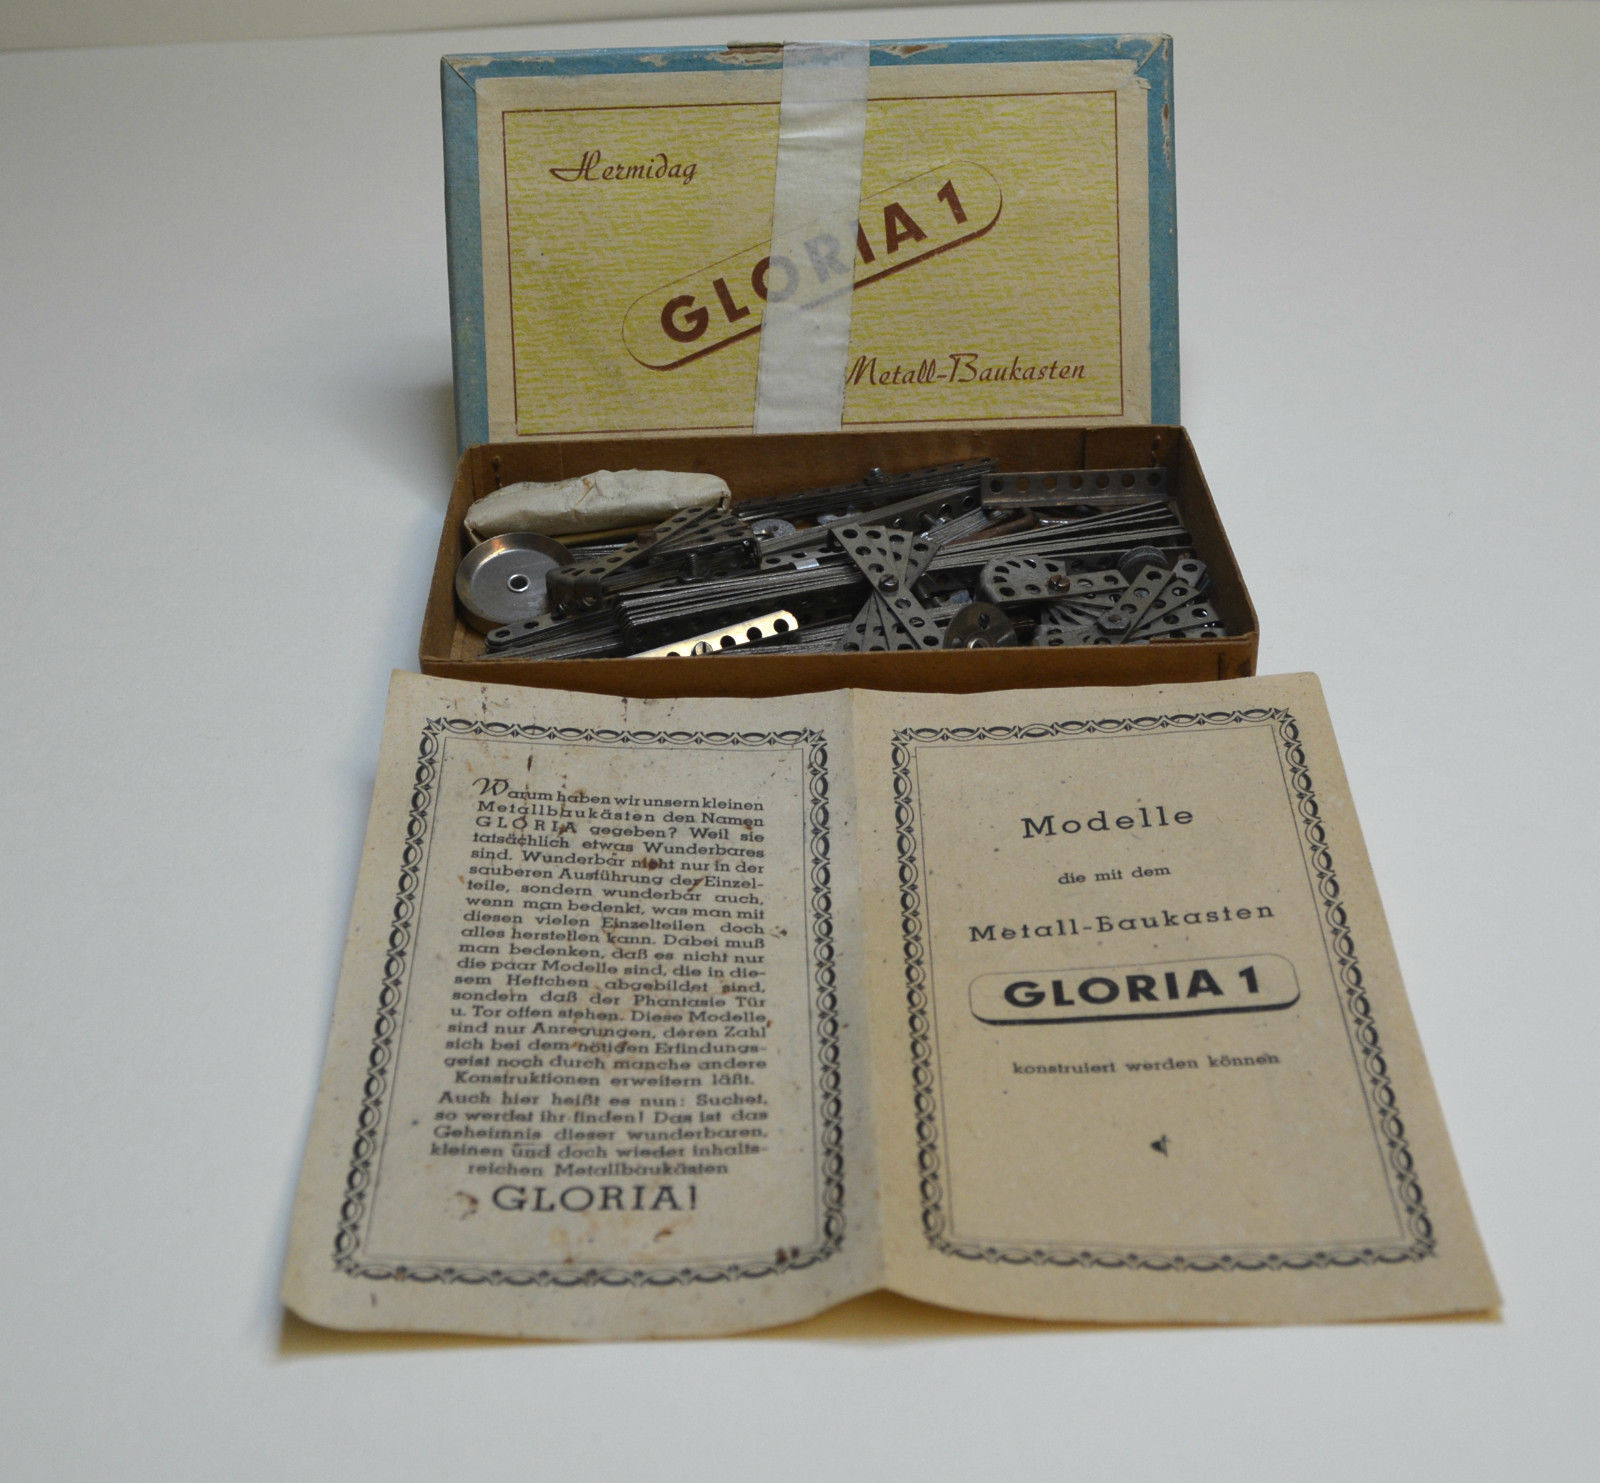 Hermidag
GLORIA 1
Metall-Baukasten
Warum haben wir unsern kleinen
Metallbaukästen den Namen
GLORIA gegeben? Weil sie
tatsächlich etwas Wunderbares
sind. Wunderbar nicht nur in der
sauberen Ausführung der Einzel-
teile, sondern wunderbar auch,
wenn man bedenkt, was man mit
diesen vielen Einzelteilen doch
alles herstellen kann. Dabei muß
man bedenken, daß es nicht nur
die paar Modelle sind, die in die-
sem Heftchen abgebildet sind,
sondern daß der Phantasie Tür
u. Tor offen stehen. Diese Modelle
sind nur Anregungen, deren Zahl
sich bei dem nötigen Erfindungs-
geist noch durch manche andere
Konstruktionen erweitern läßt.
Auch hier heißt es nun: Suchet,
so werdet ihr finden! Das ist das
Geheimnis dieser wunderbaren,
kleinen und doch wieder inhalts-
reichen Metallbaukästen
GLORIA!
Modelle
die mit dem
Metall-Baukasten
GLORIA 1
konstruiert werden können